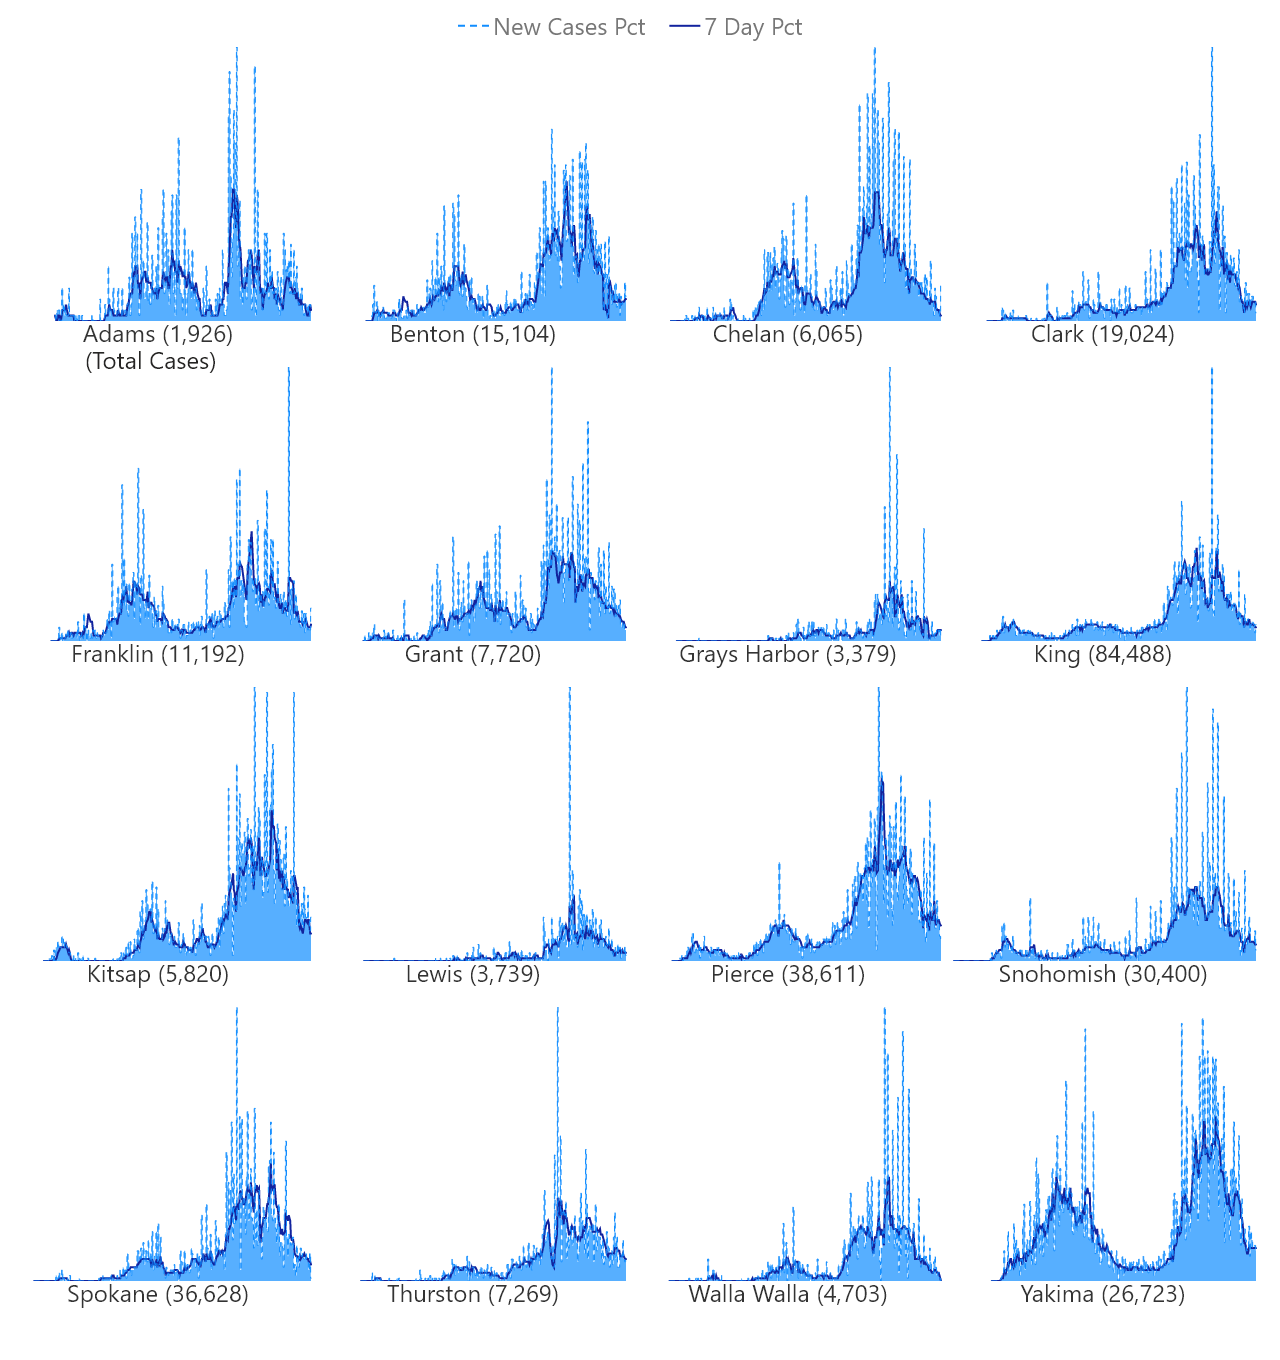 New Cases Pct 7 Day Pct
Adams (1,926)
(Total Cases)
Benton (15,104)
Chelan (6,065)
Clark (19,024)
Franklin (11,192)
Grant (7,720)
Grays Harbor (3,379)
King (84,488)
Kitsap (5,820)
Lewis (3,739)
Pierce (38,611)
Snohomish (30,400)
Spokane (36,628)
Thurston (7,269)
Walla Walla (4,703)
Yakima (26,723)